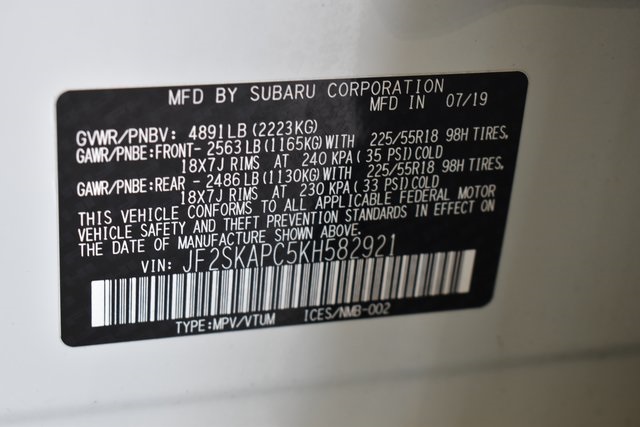 MFD BY SUBARU CORPORATION
MFD IN 07/19
GVWR/PNBV: 4891LB (2223KG)
GAWR/PNBE:FRONT- 2563 LB(1165KG)WITH 225/55R18 98H TIRES,
18X7J RIMS AT 240 KPA(35 PSI)COLD
GAWR/PNBE:REAR - 2486 LB(1130KG)WITH 225/55R18 98H TIRES,
18X7J RIMS AT 230 KPA(33 PSI)COLD
THIS VEHICLE CONFORMS TO ALL APPLICABLE FEDERAL MOTOR
VEHICLE SAFETY AND THEFT PREVENTION STANDARDS IN EFFECT ON
THE DATE OF MANUFACTURE SHOWN ABOVE.
VIN: JF2SKAPC5KH582921
TYPE:MPV/VTUM ICES/NMB-002